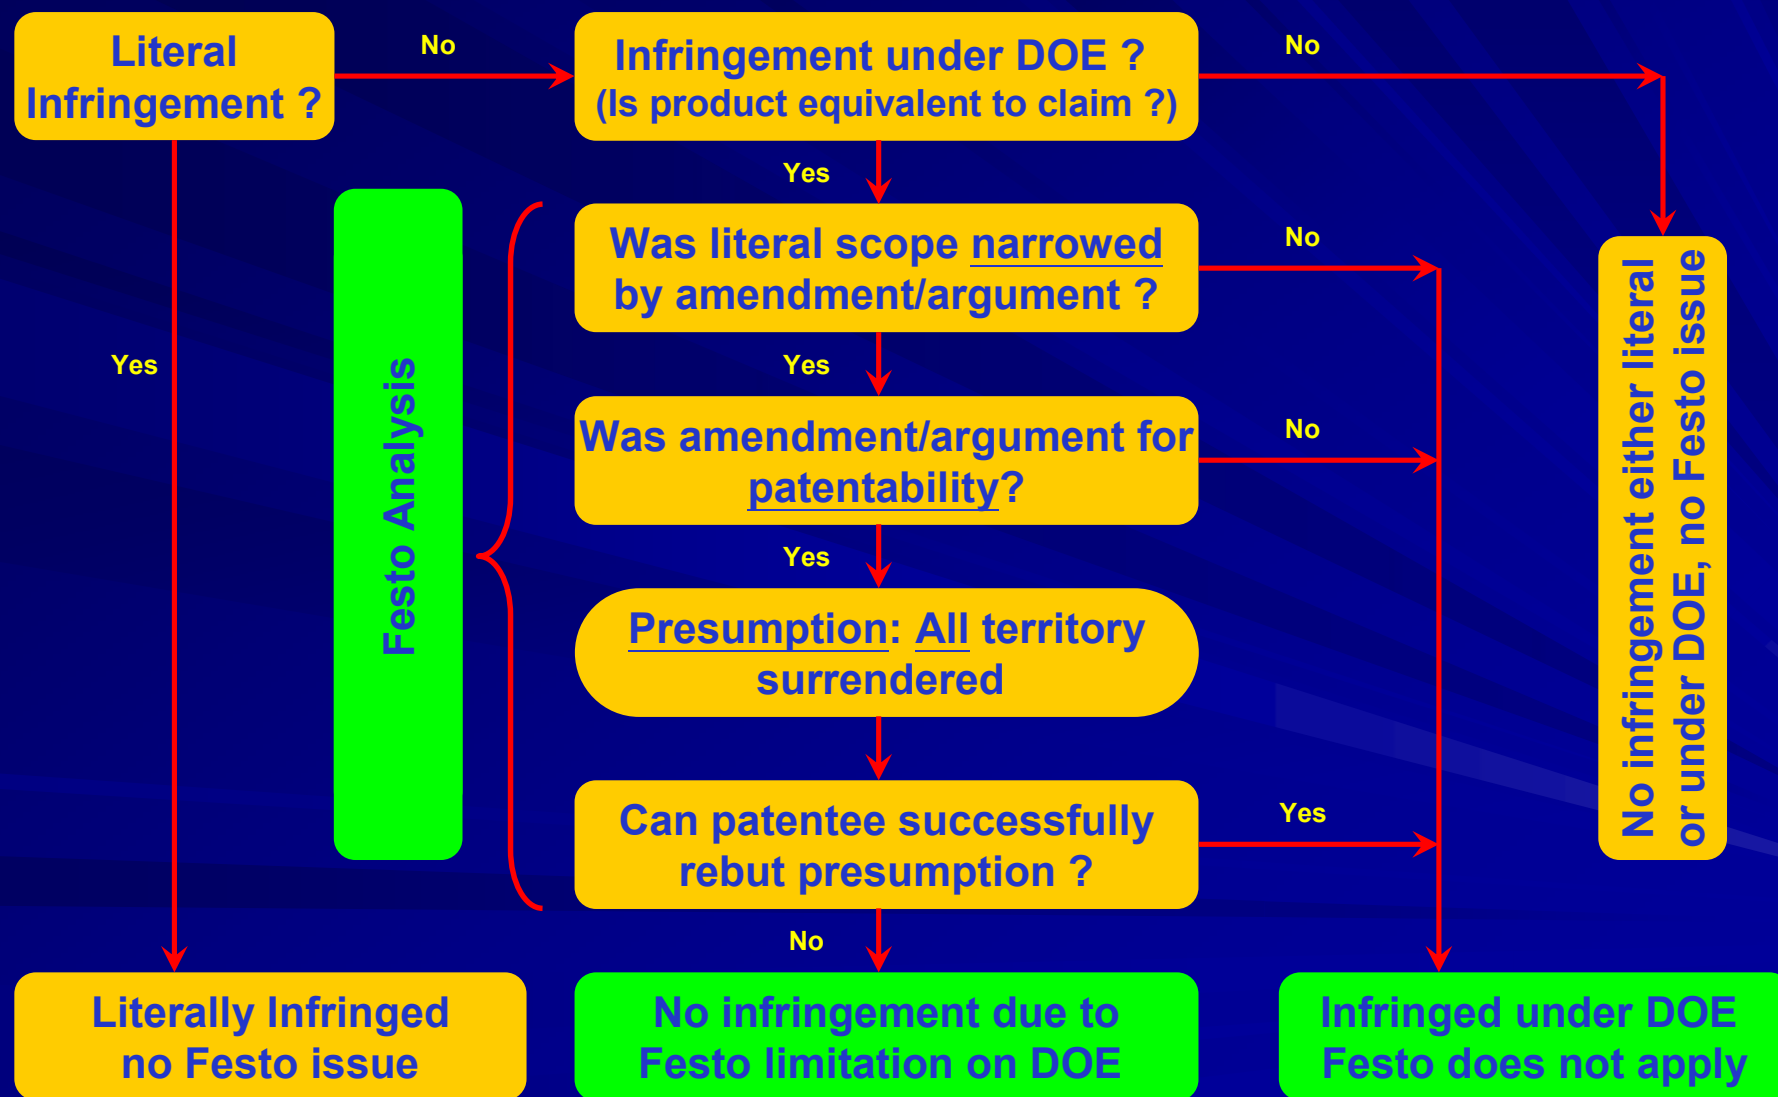 Literal
Infringement ?
No
Infringement under DOE ?
(Is product equivalent to claim ?)
No
Yes
Was literal scope narrowed
by amendment/argument ?
No
Yes
Yes
Was amendment/argument for
patentability?
No
Festo Analysis
Yes
Presumption: All territory
surrendered
Can patentee successfully
rebut presumption ?
Yes
No infringement either literal
or under DOE, no Festo issue
No
Literally Infringed
no Festo issue
No infringement due to
Festo limitation on DOE
Infringed under DOE
Festo does not apply